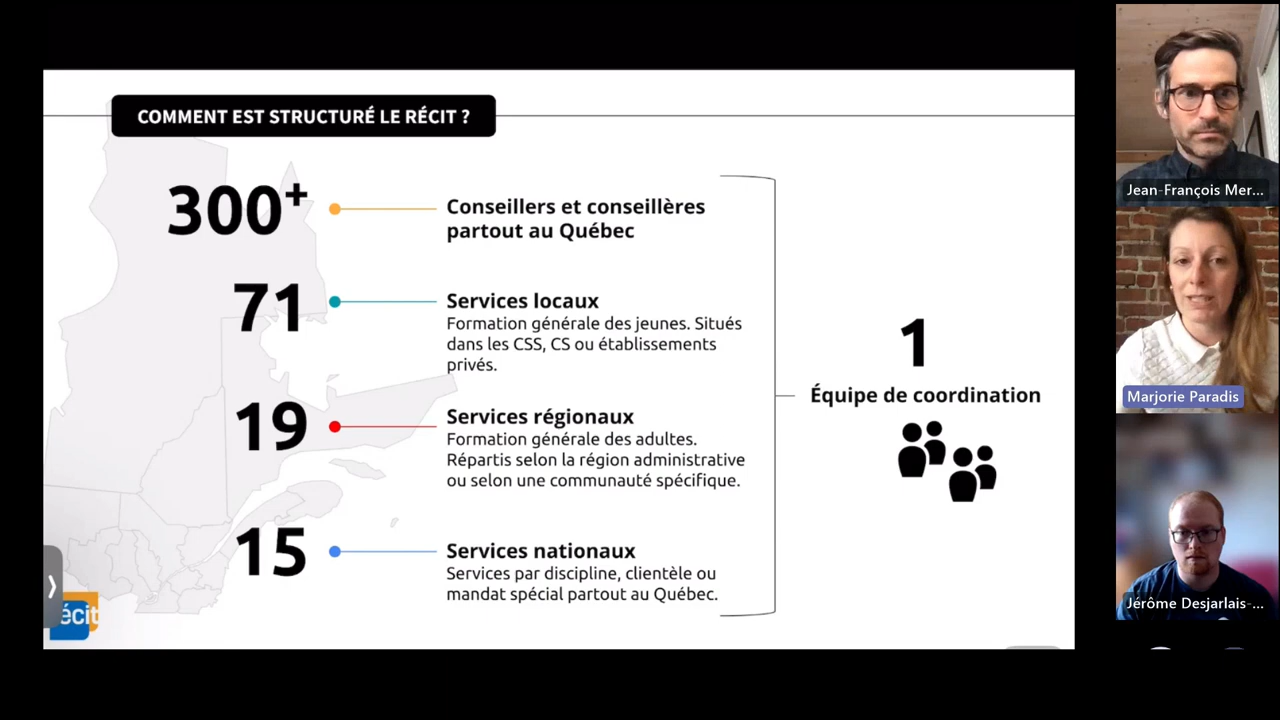 COMMENT EST STRUCTURÉ LE RÉCIT ?
300+
Conseillers et conseillères
partout au Québec
71
Services locaux
Formation générale des jeunes. Situés
dans les CSS, CS ou établissements
privés.
19
Services régionaux
Formation générale des adultes.
Répartis selon la région administrative
ou selon une communauté spécifique.
15
Services nationaux
Services par discipline, clientèle ou
mandat spécial partout au Québec.
1
Équipe de coordination
écit
Jean-François Mer...
Marjorie Paradis
Jérôme Desjarlais-...